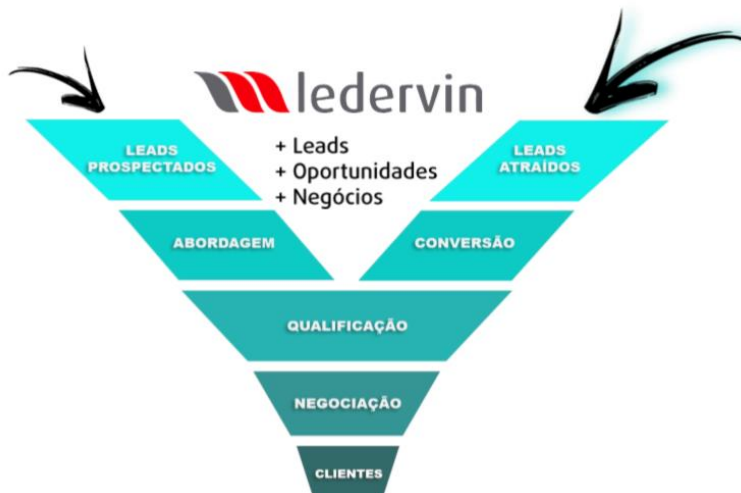 ledervin
LEADS
PROSPECTADOS
+ Leads
+ Oportunidades
+ Negócios
LEADS
ATRAÍDOS
ABORDAGEM
CONVERSÃO
QUALIFICAÇÃO
NEGOCIAÇÃO
CLIENTES